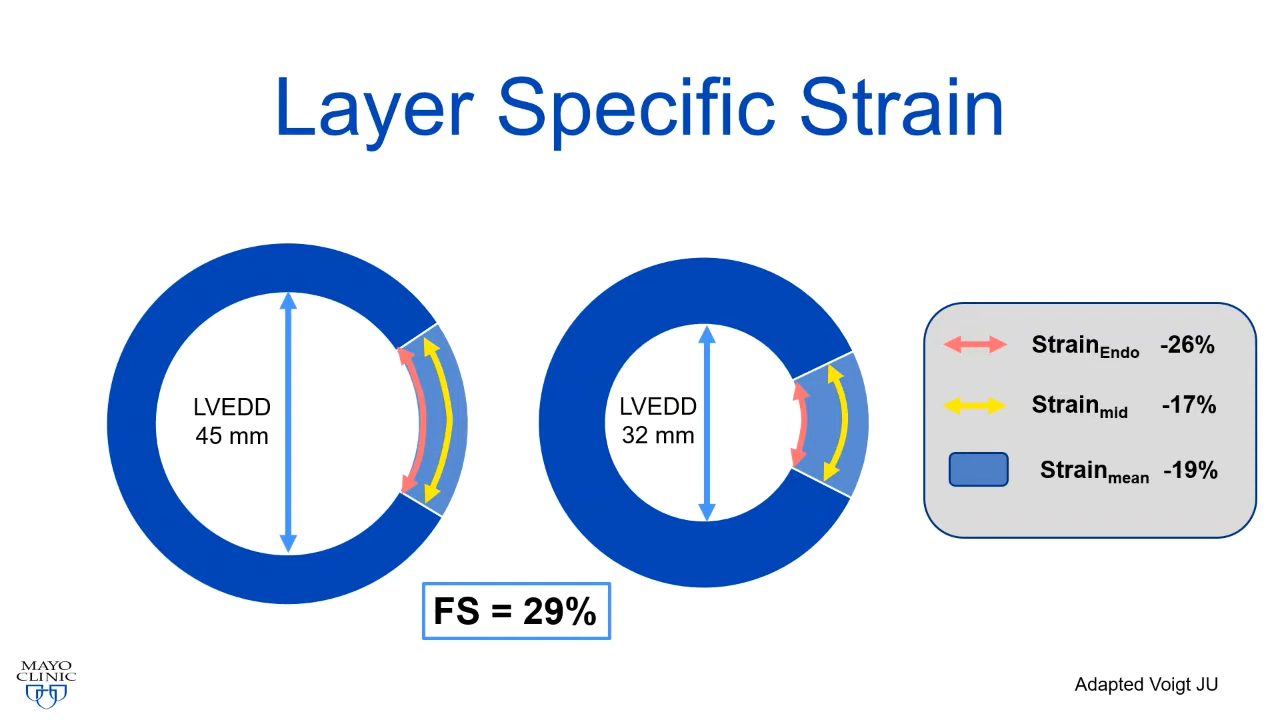 Layer Specific Strain
LVEDD
45 mm
LVEDD
32 mm
StrainEndo -26%
Strainmid -17%
Strainmean -19%
FS = 29%
MAYO
CLINIC
Adapted Voigt JU